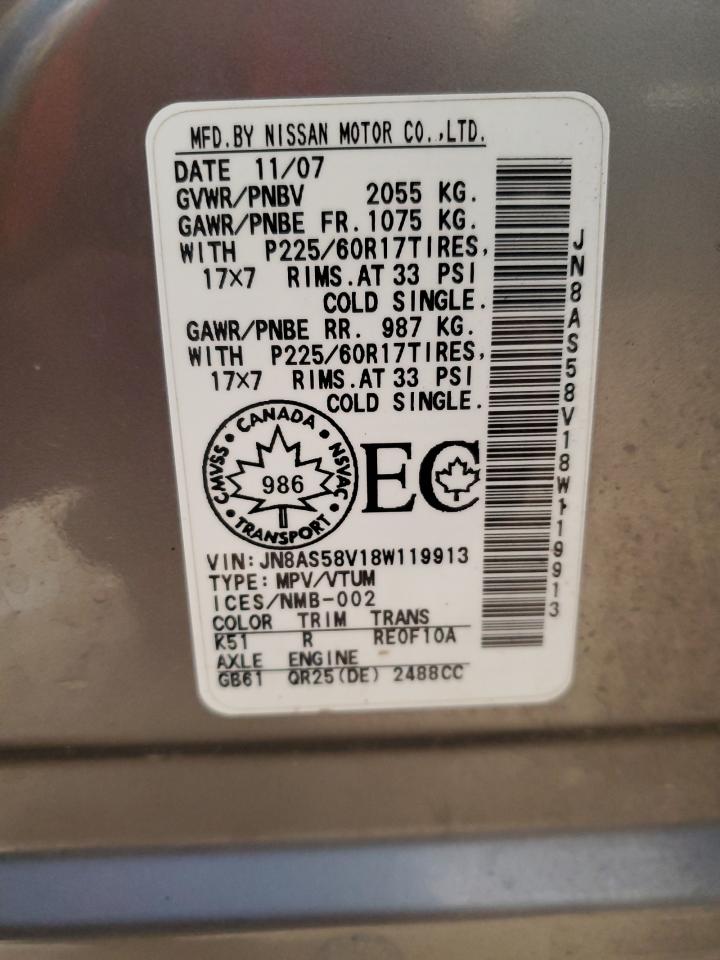 MFD.BY NISSAN MOTOR CO.,LTD.
DATE 11/07
GVWR/PNBV 2055 KG.
GAWR/PNBE FR. 1075 KG.
WITH P225/60R17TIRES,
17×7 RIMS.AT 33 PSI
COLD SINGLE.
GAWR/PNBE RR. 987 KG.
WITH P225/60R17TIRES,
17×7 RIMS.AT 33 PSI
COLD SINGLE.
CMVSS • CANADA • NSVAC • TRANSPORT •
986
EC
VIN:JN8AS58V18W119913
TYPE:MPV/VTUM
ICES/NMB-002
COLOR TRIM TRANS
K51 R RE0F10A
AXLE ENGINE
GB61 QR25(DE) 2488CC
JN8AS58V18W119913